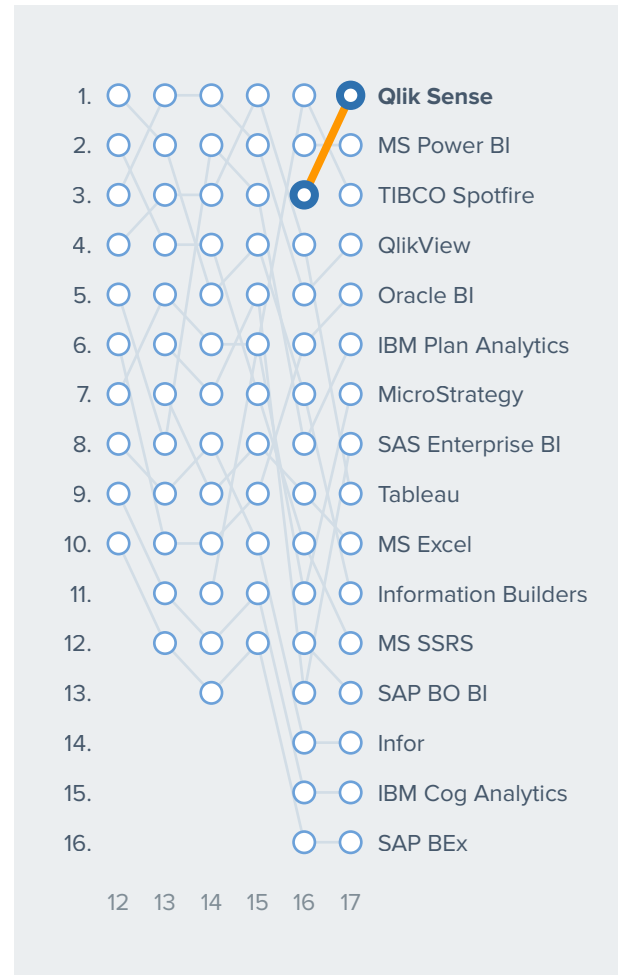 1. Qlik Sense
2. MS Power BI
3. TIBCO Spotfire
4. QlikView
5. Oracle BI
6. IBM Plan Analytics
7. MicroStrategy
8. SAS Enterprise BI
9. Tableau
10. MS Excel
11. Information Builders
12. MS SSRS
13. SAP BO BI
14. Infor
15. IBM Cog Analytics
16. SAP BEx
12 13 14 15 16 17